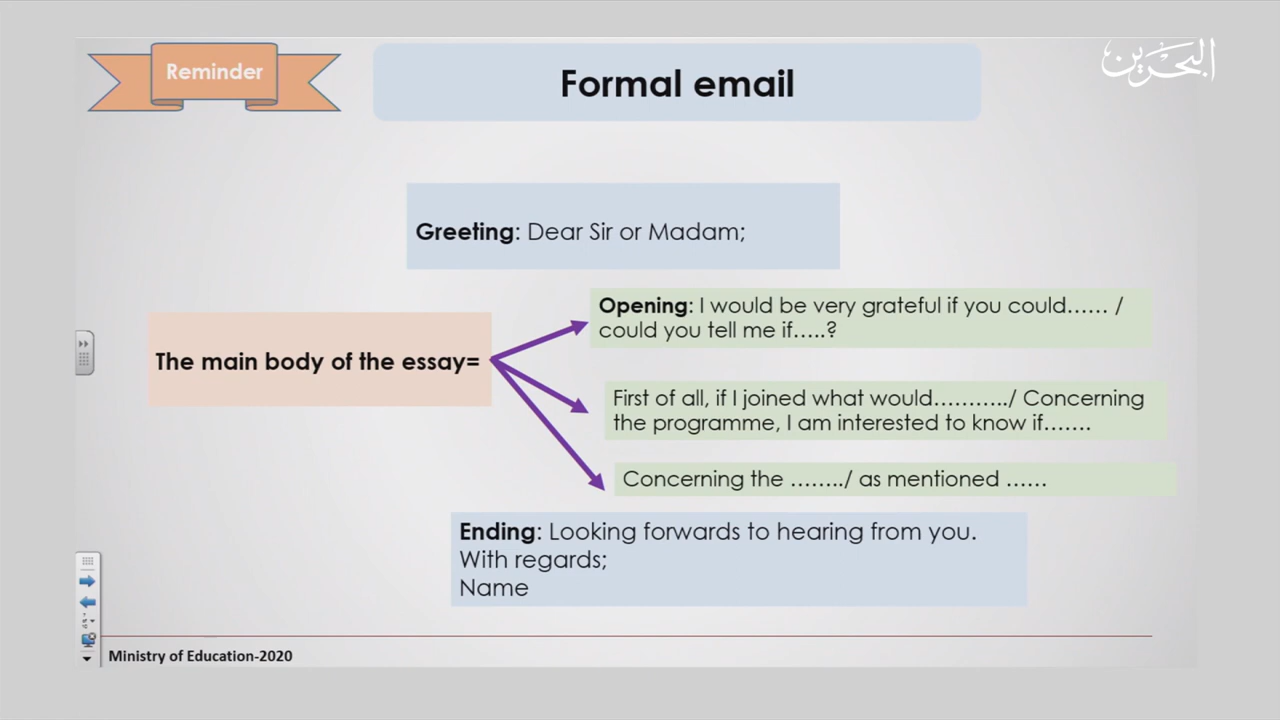 Reminder
Formal email
البحرين
Greeting: Dear Sir or Madam;
The main body of the essay=
Opening: I would be very grateful if you could...... /
could you tell me if.....?
First of all, if I joined what would.........../ Concerning
the programme, I am interested to know if.......
Concerning the ......../ as mentioned ......
Ending: Looking forwards to hearing from you.
With regards;
Name
Ministry of Education-2020